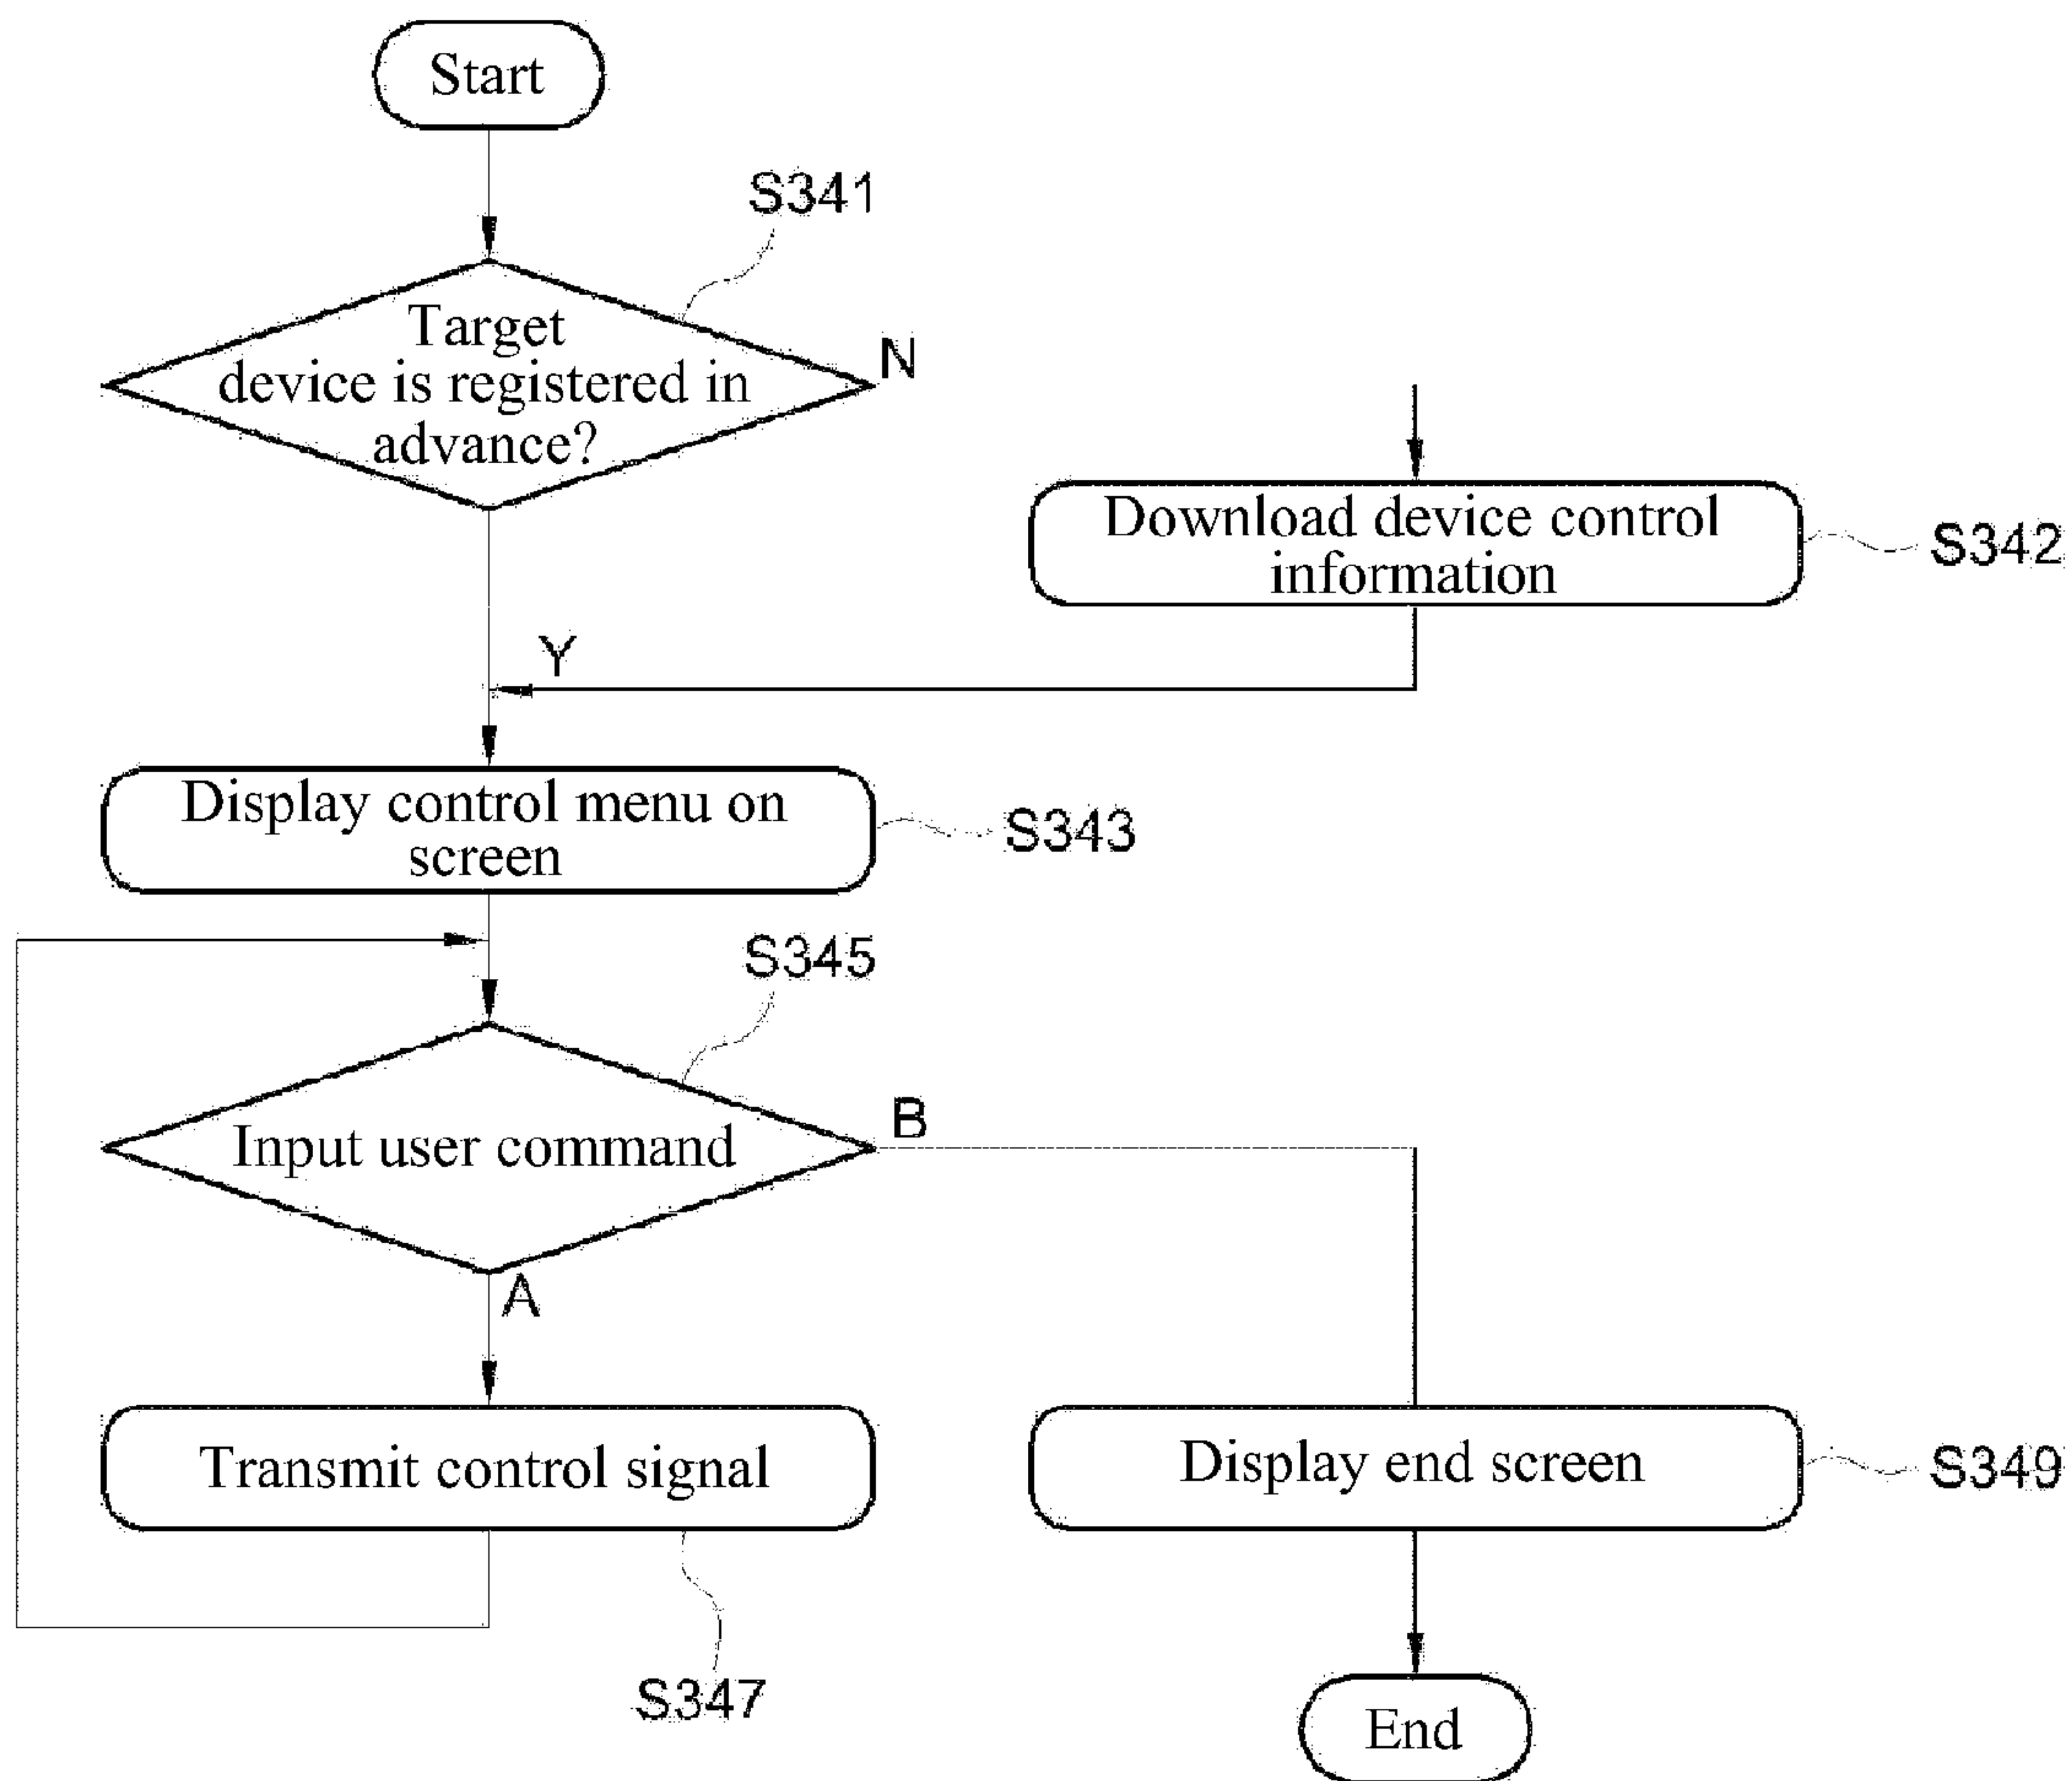 Start
S341
Target
device is registered in
advance?
N
Download device control
information
S342
Y
Display control menu on
screen
S343
S345
Input user command
B
A
Transmit control signal
Display end screen
S349
S347
End